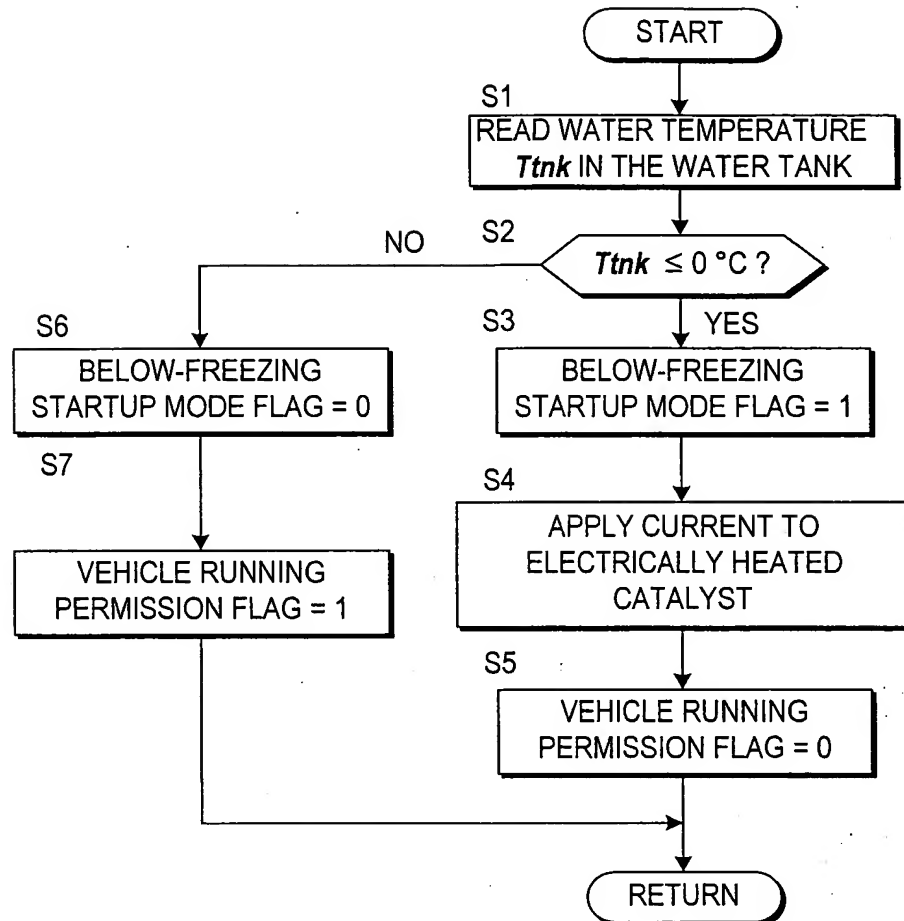 START
S1
READ WATER TEMPERATURE
Ttnk IN THE WATER TANK
S2
Ttnk ≤ 0 °C ?
NO
YES
S3
BELOW-FREEZING
STARTUP MODE FLAG = 1
S4
APPLY CURRENT TO
ELECTRICALLY HEATED
CATALYST
S5
VEHICLE RUNNING
PERMISSION FLAG = 0
S6
BELOW-FREEZING
STARTUP MODE FLAG = 0
S7
VEHICLE RUNNING
PERMISSION FLAG = 1
RETURN